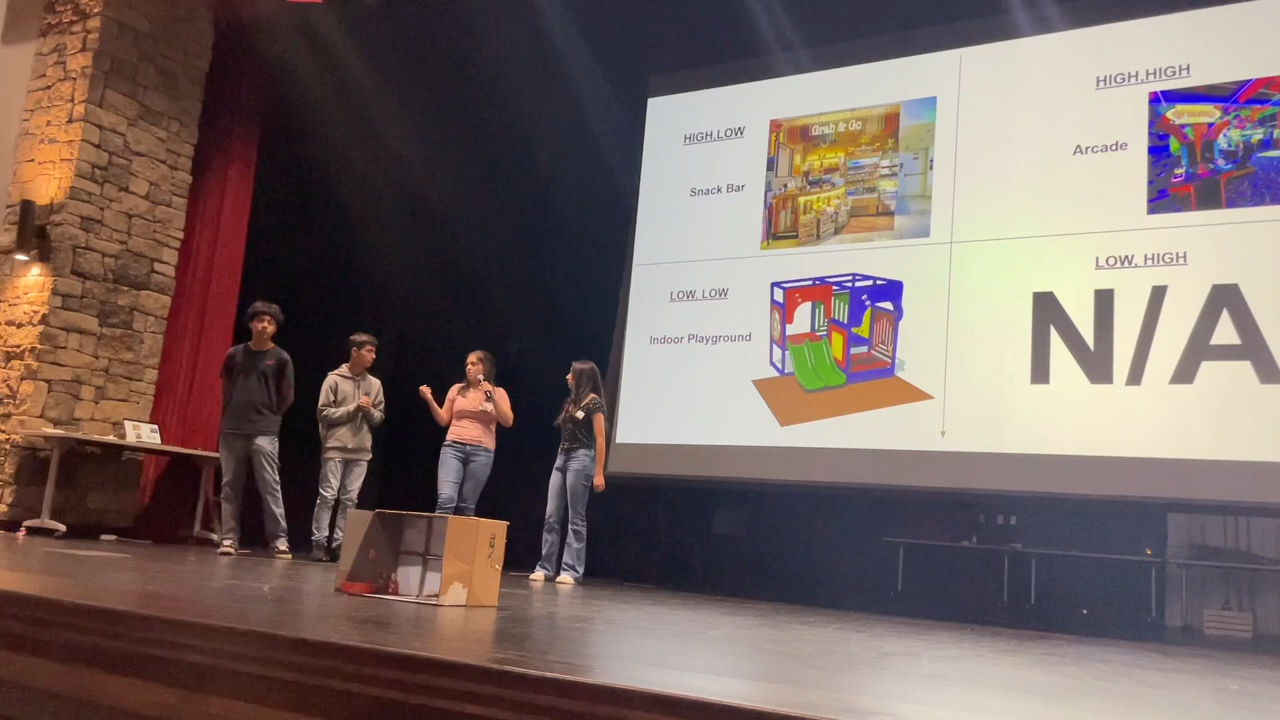 HIGH,LOW
Snack Bar
Grab & Go
HIGH,HIGH
Arcade
LOW, LOW
Indoor Playground
LOW, HIGH
N/A